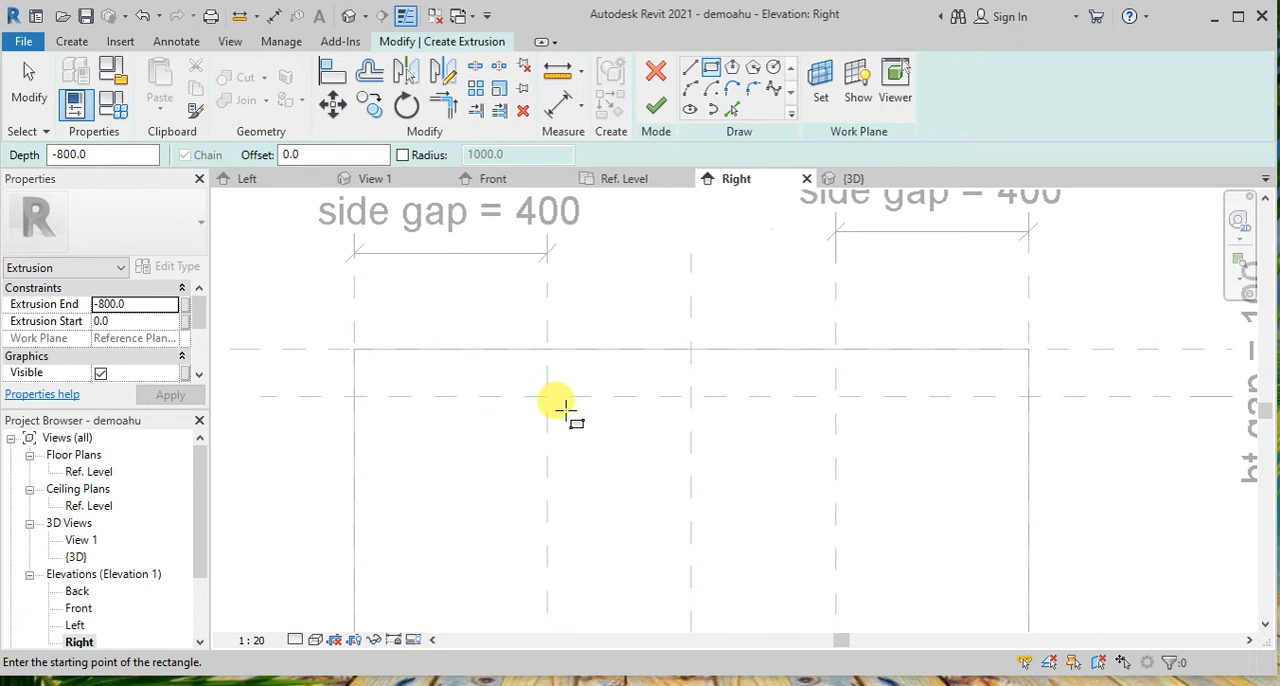 Autodesk Revit 2021 - demoahu - Elevation: Right
Sign In
File Create Insert Annotate View Manage Add-Ins Modify | Create Extrusion
Modify
Paste
Cut
Join
Set Show Viewer
Select Properties Clipboard Geometry Modify Measure Create Mode Draw Work Plane
Depth -800.0 Chain Offset: 0.0 Radius: 1000.0
Properties
Left View 1 Front Ref. Level Right {3D}
side gap = 400
side gap = 400
2D
Extrusion Edit Type
Constraints
Extrusion End -800.0
Extrusion Start 0.0
Work Plane Reference Plan...
Graphics
Visible
Properties help Apply
Project Browser - demoahu
Views (all)
Floor Plans
Ref. Level
Ceiling Plans
Ref. Level
3D Views
View 1
{3D}
Elevations (Elevation 1)
Back
Front
Left
Right
1 : 20
Enter the starting point of the rectangle.
:0